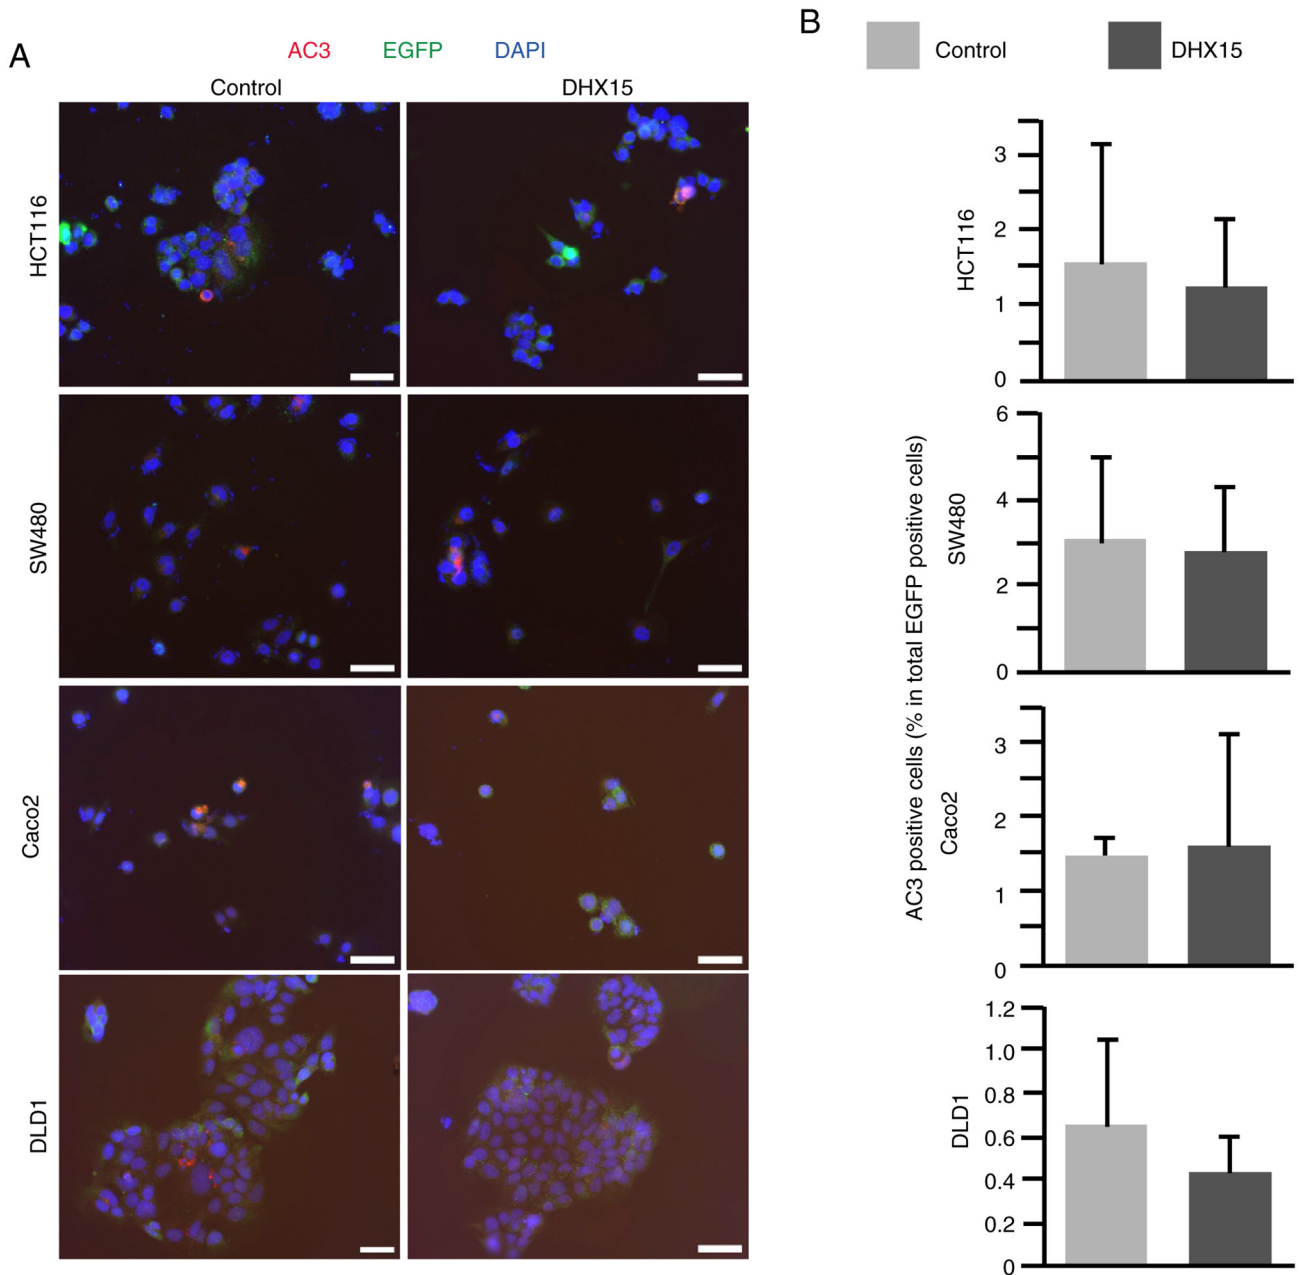 A
AC3 EGFP DAPI
Control DHX15
HCT116
SW480
Caco2
DLD1
B
Control DHX15
AC3 positive cells (% in total EGFP positive cells)
HCT116
3
2
1
0
SW480
6
4
2
0
Caco2
3
2
1
0
DLD1
1.2
1.0
0.8
0.6
0.4
0.2
0